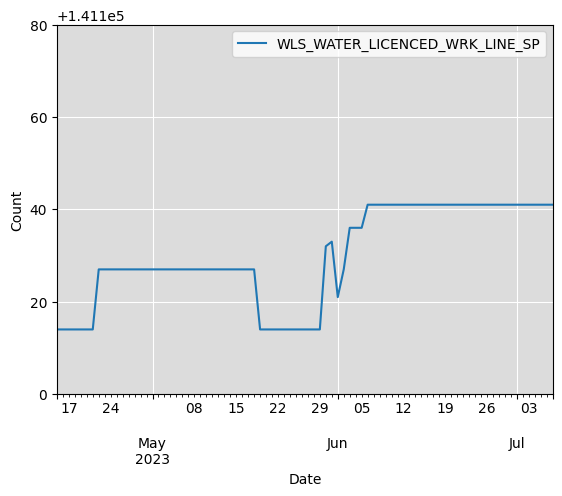 +1.411e5
80
WLS_WATER_LICENCED_WRK_LINE_SP
60
40
20
0
Count
17 24 08 15 22 29 05 12 19 26 03
May Jun Jul
2023
Date